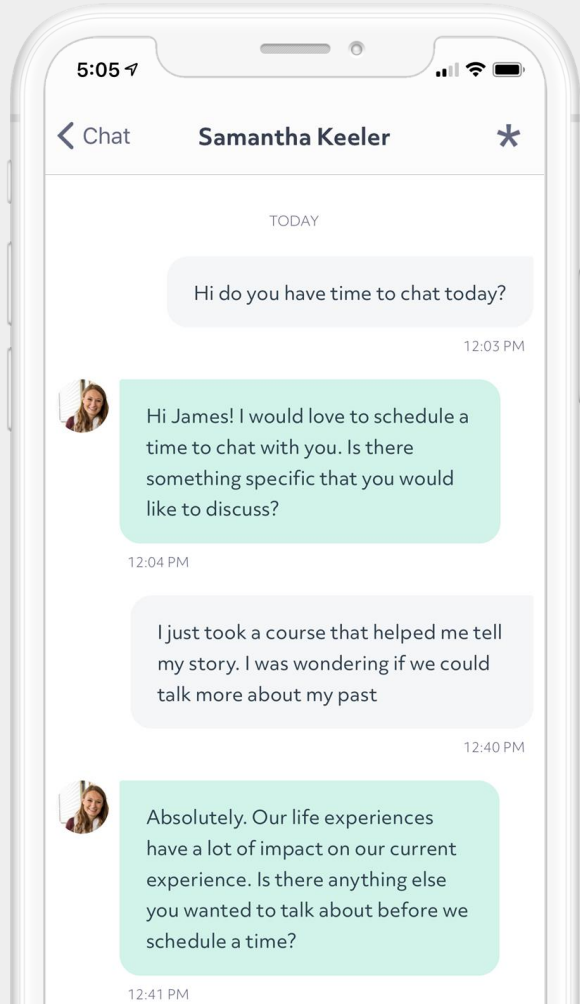 5:05
Chat
Samantha Keeler
*
TODAY
Hi do you have time to chat today?
12:03 PM
Hi James! I would love to schedule a
time to chat with you. Is there
something specific that you would
like to discuss?
12:04 PM
I just took a course that helped me tell
my story. I was wondering if we could
talk more about my past
12:40 PM
Absolutely. Our life experiences
have a lot of impact on our current
experience. Is there anything else
you wanted to talk about before we
schedule a time?
12:41 PM